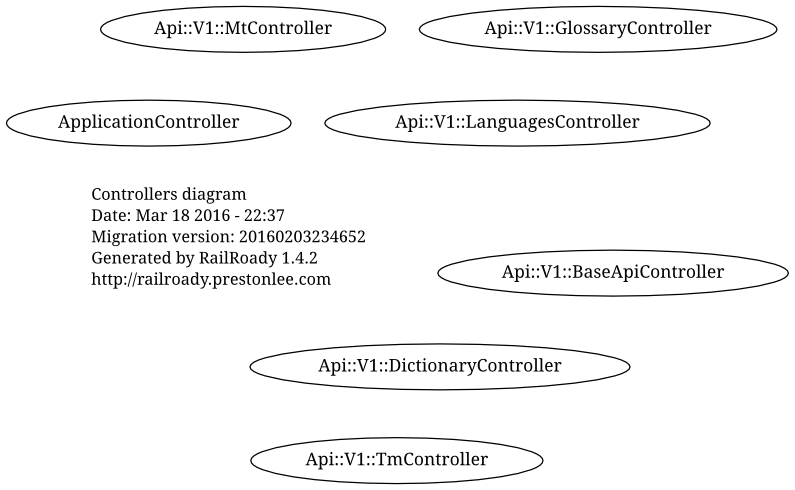 Api::V1::MtController
Api::V1::GlossaryController
ApplicationController
Api::V1::LanguagesController
Controllers diagram
Date: Mar 18 2016 - 22:37
Migration version: 20160203234652
Generated by RailRoady 1.4.2
http://railroady.prestonlee.com
Api::V1::BaseApiController
Api::V1::DictionaryController
Api::V1::TmController